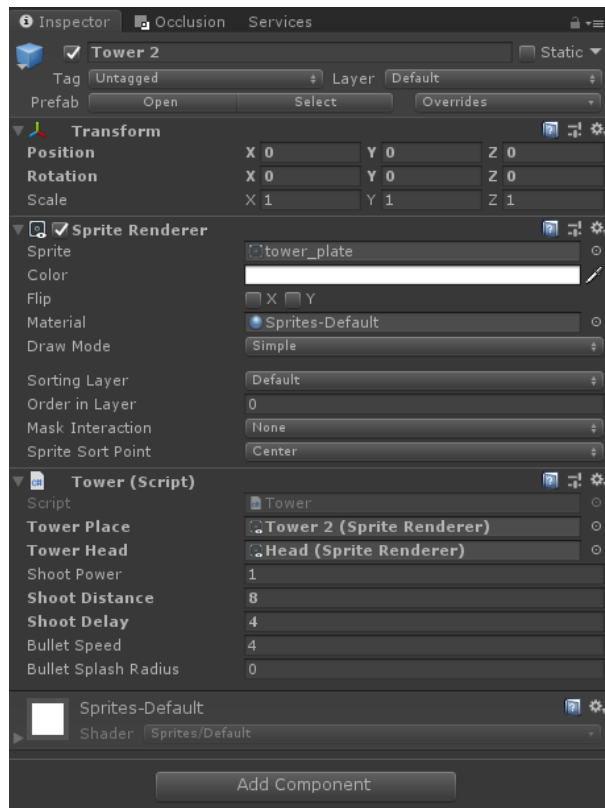 Inspector Occlusion Services
Tower 2 Static
Tag Untagged Layer Default
Prefab Open Select Overrides
Transform
Position X 0 Y 0 Z 0
Rotation X 0 Y 0 Z 0
Scale X 1 Y 1 Z 1
Sprite Renderer
Sprite tower_plate
Color
Flip X Y
Material Sprites-Default
Draw Mode Simple
Sorting Layer Default
Order in Layer 0
Mask Interaction None
Sprite Sort Point Center
C# Tower (Script)
Script Tower
Tower Place Tower 2 (Sprite Renderer)
Tower Head Head (Sprite Renderer)
Shoot Power 1
Shoot Distance 8
Shoot Delay 4
Bullet Speed 4
Bullet Splash Radius 0
Sprites-Default
Shader Sprites/Default
Add Component